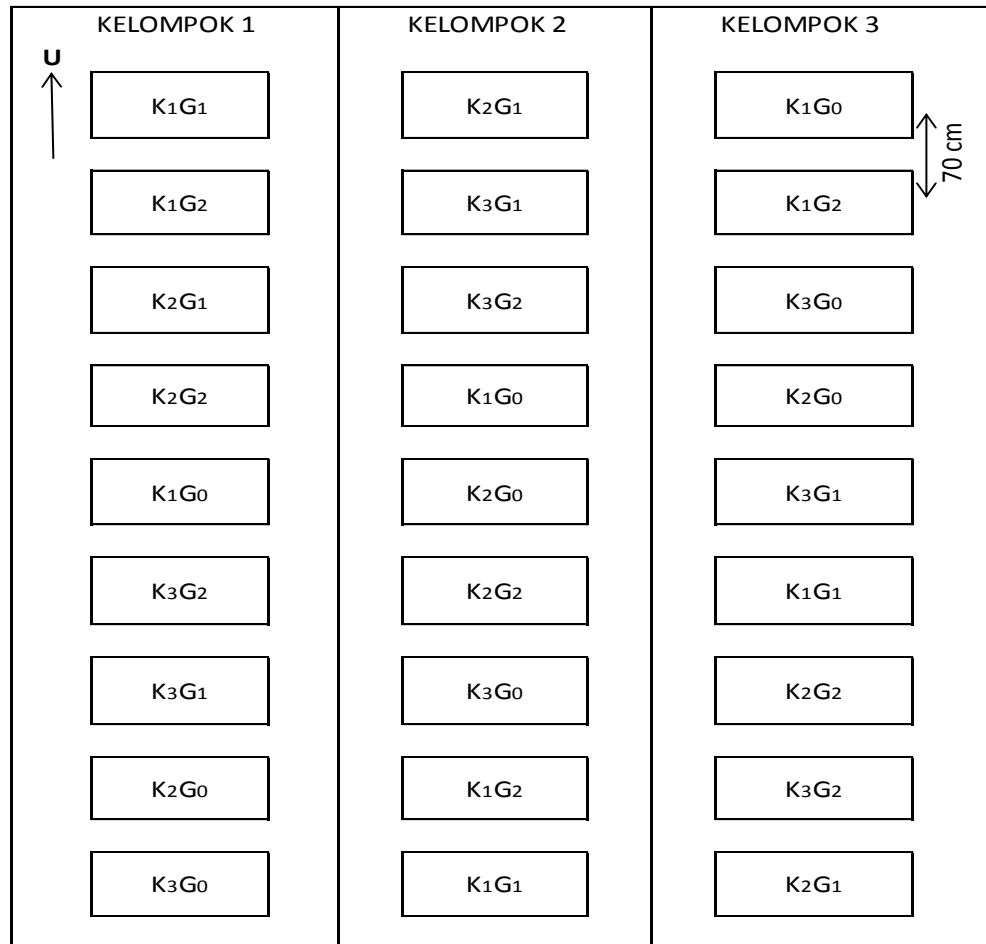 KELOMPOK 1 KELOMPOK 2 KELOMPOK 3
U
K1G1 K2G1 K1G0
70 cm
K1G2 K3G1 K1G2
K2G1 K3G2 K3G0
K2G2 K1G0 K2G0
K1G0 K2G0 K3G1
K3G2 K2G2 K1G1
K3G1 K3G0 K2G2
K2G0 K1G2 K3G2
K3G0 K1G1 K2G1